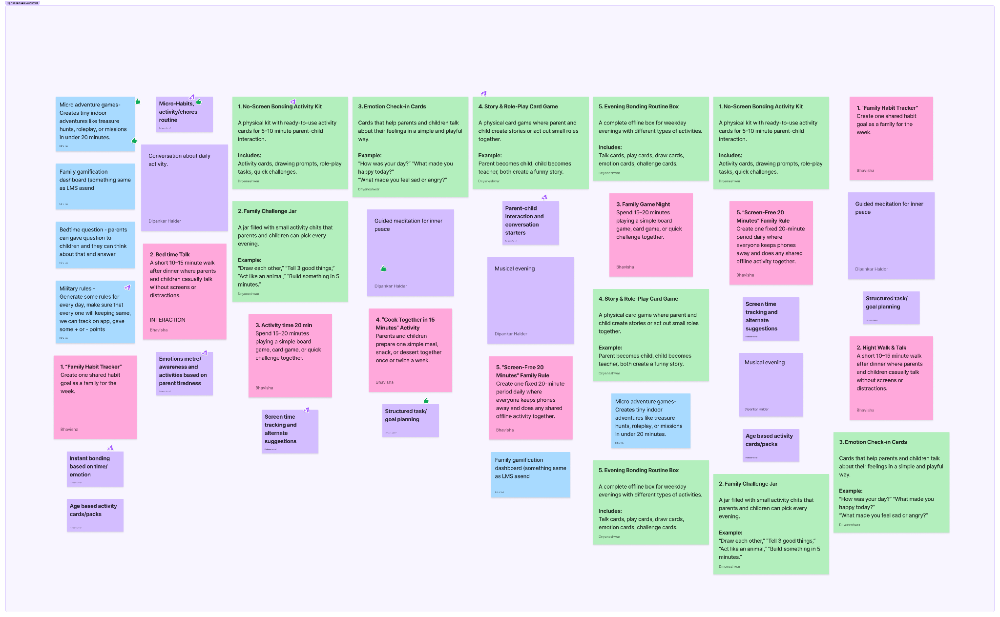 High Impact and Low Effort
Micro adventure games-
Creates tiny indoor
adventures like treasure
hunts, roleplay, or missions
in under 20 minutes.
binu ravi
Family gamification
dashboard (something same
as LMS asend
binu ravi
Bedtime question - parents
can gave question to
children and they can think
about that and answer
binu ravi
Military rules -
Generate some rules for
every day, make sure that
every one will keeping same,
we can track on app, gave
some + or - points
binu ravi
1. “Family Habit Tracker”
Create one shared habit
goal as a family for the
week.
Bhavisha
+1
Instant bonding
based on time/
emotion
Age based activity
cards/packs
+1
Micro-Habits,
activity/chores
routine
Conversation about daily
activity.
Dipankar Halder
2. Bed time Talk
A short 10–15 minute walk
after dinner where parents
and children casually talk
without screens or
distractions.
INTERACTION
Bhavisha
+1
Emotions metre/
awareness and
activities based on
parent tiredness
+1
1. No-Screen Bonding Activity Kit
A physical kit with ready-to-use activity
cards for 5–10 minute parent-child
interaction.
Includes:
Activity cards, drawing prompts, role-play
tasks, quick challenges.
Dnyaneshwar
2. Family Challenge Jar
A jar filled with small activity chits that
parents and children can pick every
evening.
Example:
“Draw each other,” “Tell 3 good things,”
“Act like an animal,” “Build something in 5
minutes.”
Dnyaneshwar
3. Activity time 20 min
Spend 15–20 minutes
playing a simple board
game, card game, or quick
challenge together.
Bhavisha
+1
Screen time
tracking and
alternate
suggestions
3. Emotion Check-in Cards
Cards that help parents and children talk
about their feelings in a simple and playful
way.
Example:
“How was your day?” “What made you
happy today?”
“What made you feel sad or angry?”
Dnyaneshwar
Guided meditation for inner
peace
Dipankar Halder
4. “Cook Together in 15
Minutes” Activity
Parents and children
prepare one simple meal,
snack, or dessert together
once or twice a week.
Bhavisha
Structured task/
goal planning
+1
4. Story & Role-Play Card Game
A physical card game where parent and
child create stories or act out small roles
together.
Example:
Parent becomes child, child becomes
teacher, both create a funny story.
Dnyaneshwar
+1
Parent-child
interaction and
conversation
starters
Musical evening
Dipankar Halder
5. “Screen-Free 20
Minutes” Family Rule
Create one fixed 20-minute
period daily where
everyone keeps phones
away and does any shared
offline activity together.
Bhavisha
Family gamification
dashboard (something same
as LMS asend
binu ravi
5. Evening Bonding Routine Box
A complete offline box for weekday
evenings with different types of activities.
Includes:
Talk cards, play cards, draw cards,
emotion cards, challenge cards.
Dnyaneshwar
3. Family Game Night
Spend 15–20 minutes
playing a simple board
game, card game, or quick
challenge together.
Bhavisha
4. Story & Role-Play Card Game
A physical card game where parent and
child create stories or act out small roles
together.
Example:
Parent becomes child, child becomes
teacher, both create a funny story.
Dnyaneshwar
Micro adventure games-
Creates tiny indoor
adventures like treasure
hunts, roleplay, or missions
in under 20 minutes.
binu ravi
5. Evening Bonding Routine Box
A complete offline box for weekday
evenings with different types of activities.
Includes:
Talk cards, play cards, draw cards,
emotion cards, challenge cards.
Dnyaneshwar
1. No-Screen Bonding Activity Kit
A physical kit with ready-to-use activity
cards for 5–10 minute parent-child
interaction.
Includes:
Activity cards, drawing prompts, role-play
tasks, quick challenges.
Dnyaneshwar
5. “Screen-Free 20
Minutes” Family Rule
Create one fixed 20-minute
period daily where
everyone keeps phones
away and does any shared
offline activity together.
Bhavisha
Screen time
tracking and
alternate
suggestions
Musical evening
Dipankar Halder
Age based activity
cards/packs
2. Family Challenge Jar
A jar filled with small activity chits that
parents and children can pick every
evening.
Example:
“Draw each other,” “Tell 3 good things,”
“Act like an animal,” “Build something in 5
minutes.”
Dnyaneshwar
1. “Family Habit Tracker”
Create one shared habit
goal as a family for the
week.
Bhavisha
Guided meditation for inner
peace
Dipankar Halder
Structured task/
goal planning
2. Night Walk & Talk
A short 10–15 minute walk
after dinner where parents
and children casually talk
without screens or
distractions.
Bhavisha
3. Emotion Check-in Cards
Cards that help parents and children talk
about their feelings in a simple and playful
way.
Example:
“How was your day?” “What made you
happy today?”
“What made you feel sad or angry?”
Dnyaneshwar